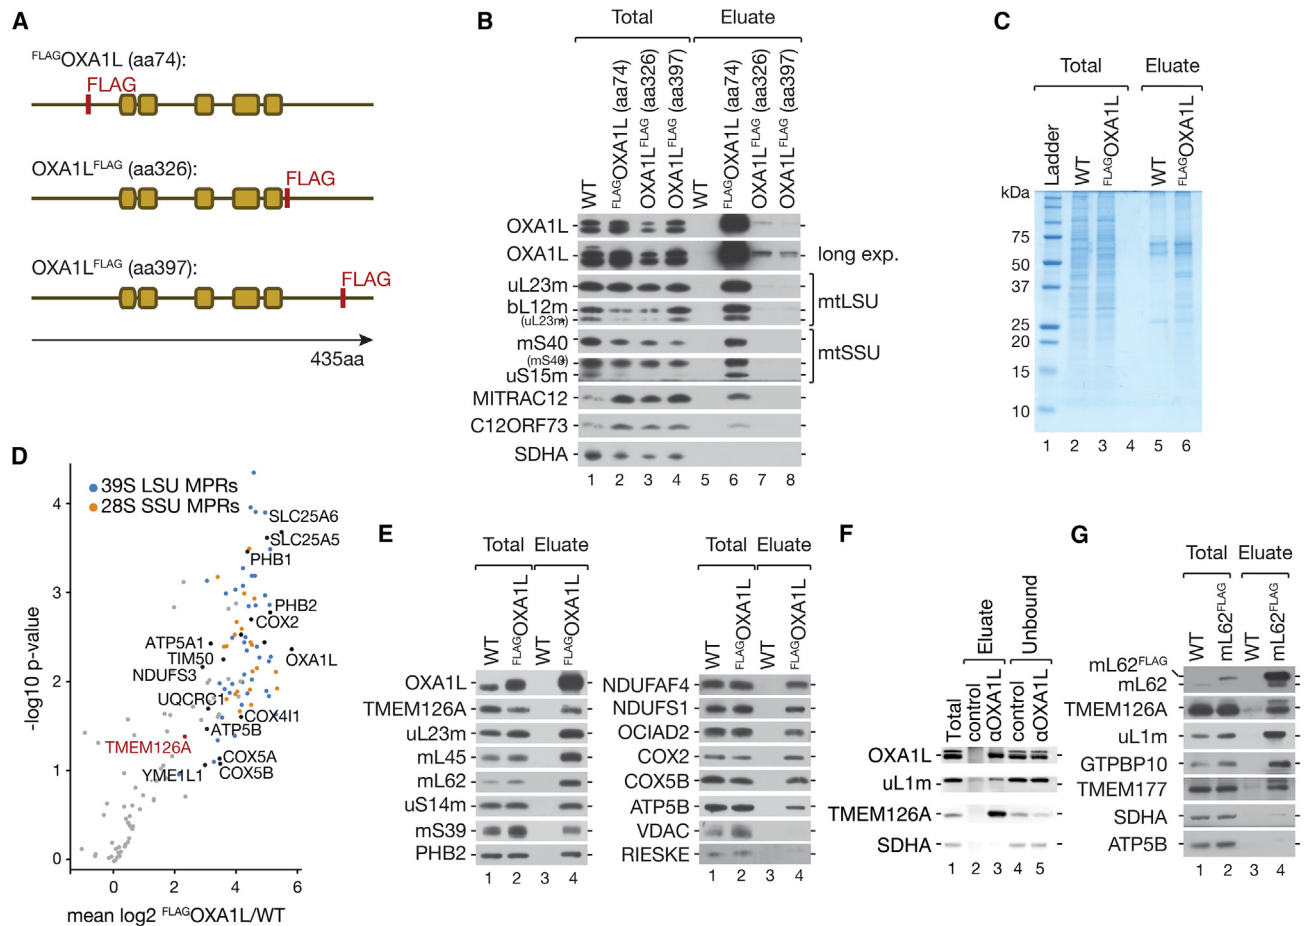 A
FLAGOXA1L (aa74):
FLAG
OXA1LFLAG (aa326):
FLAG
OXA1LFLAG (aa397):
FLAG
435aa
B
Total Eluate
WT
FLAGOXA1L (aa74)
OXA1LFLAG (aa326)
OXA1LFLAG (aa397)
WT
FLAGOXA1L (aa74)
OXA1LFLAG (aa326)
OXA1LFLAG (aa397)
OXA1L
OXA1L long exp.
uL23m
bL12m
(uL23m)
mtLSU
mS40
(mS40)
uS15m
mtSSU
MITRAC12
C12ORF73
SDHA
1 2 3 4 5 6 7 8
C
Total Eluate
Ladder
WT
FLAGOXA1L
WT
FLAGOXA1L
kDa
75
50
37
25
20
15
10
1 2 3 4 5 6
D
39S LSU MPRs
28S SSU MPRs
SLC25A6
SLC25A5
PHB1
PHB2
COX2
ATP5A1
TIM50
OXA1L
NDUFS3
UQCRC1
COX4I1
ATP5B
TMEM126A
COX5A
YME1L1
COX5B
-log10 p-value
4
3
2
1
0
0 2 4 6
mean log2 FLAGOXA1L/WT
E
Total Eluate
WT
FLAGOXA1L
WT
FLAGOXA1L
OXA1L
TMEM126A
uL23m
mL45
mL62
uS14m
mS39
PHB2
1 2 3 4
Total Eluate
WT
FLAGOXA1L
WT
FLAGOXA1L
NDUFAF4
NDUFS1
OCIAD2
COX2
COX5B
ATP5B
VDAC
RIESKE
1 2 3 4
F
Eluate
Unbound
Total
control
αOXA1L
control
αOXA1L
OXA1L
uL1m
TMEM126A
SDHA
1 2 3 4 5
G
Total Eluate
WT
mL62FLAG
WT
mL62FLAG
mL62FLAG
mL62
TMEM126A
uL1m
GTPBP10
TMEM177
SDHA
ATP5B
1 2 3 4